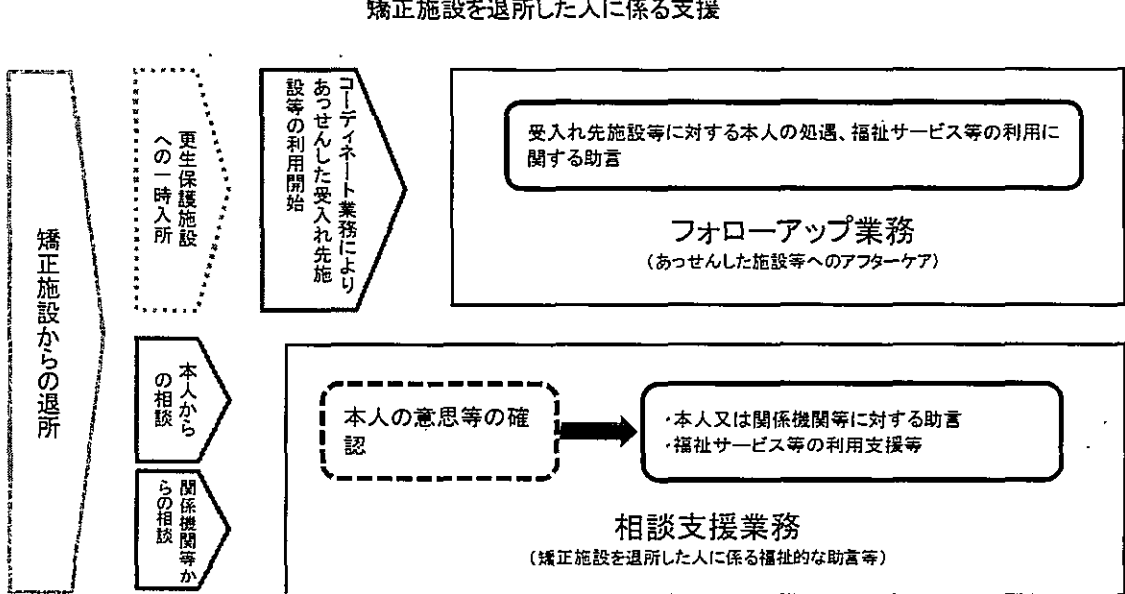 矯正施設を退所した人に係る支援
矯正施設からの退所
更生保護施設
への一時入所
コーディネート業務により
あっせんした受入れ先施
設等の利用開始
受入れ先施設等に対する本人の処遇、福祉サービス等の利用に
関する助言
フォローアップ業務
(あっせんした施設等へのアフターケア)
本人から
の相談
関係機関等か
らの相談
本人の意思等の確
認
・本人又は関係機関等に対する助言
・福祉サービス等の利用支援等
相談支援業務
(矯正施設を退所した人に係る福祉的な助言等)